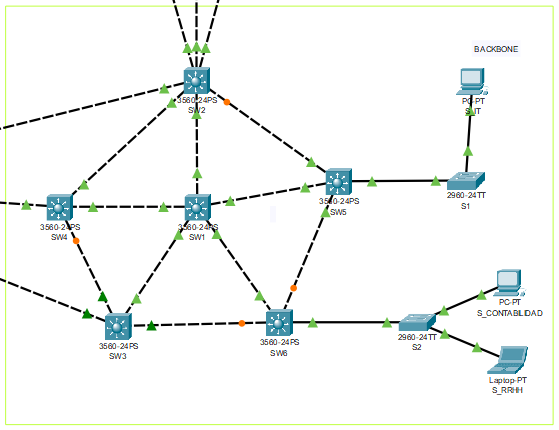 BACKBONE
3560-24PS
SW2
PC-PT
S_IT
3560-24PS
SW5
2960-24TT
S1
3560-24PS
SW4
3560-24PS
SW1
PC-PT
S_CONTABILIDAD
3560-24PS
SW3
3560-24PS
SW6
2960-24TT
S2
Laptop-PT
S_RRHH